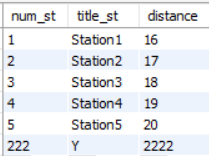 num_st title_st distance
1 Station1 16
2 Station2 17
3 Station3 18
4 Station4 19
5 Station5 20
222 Y 2222